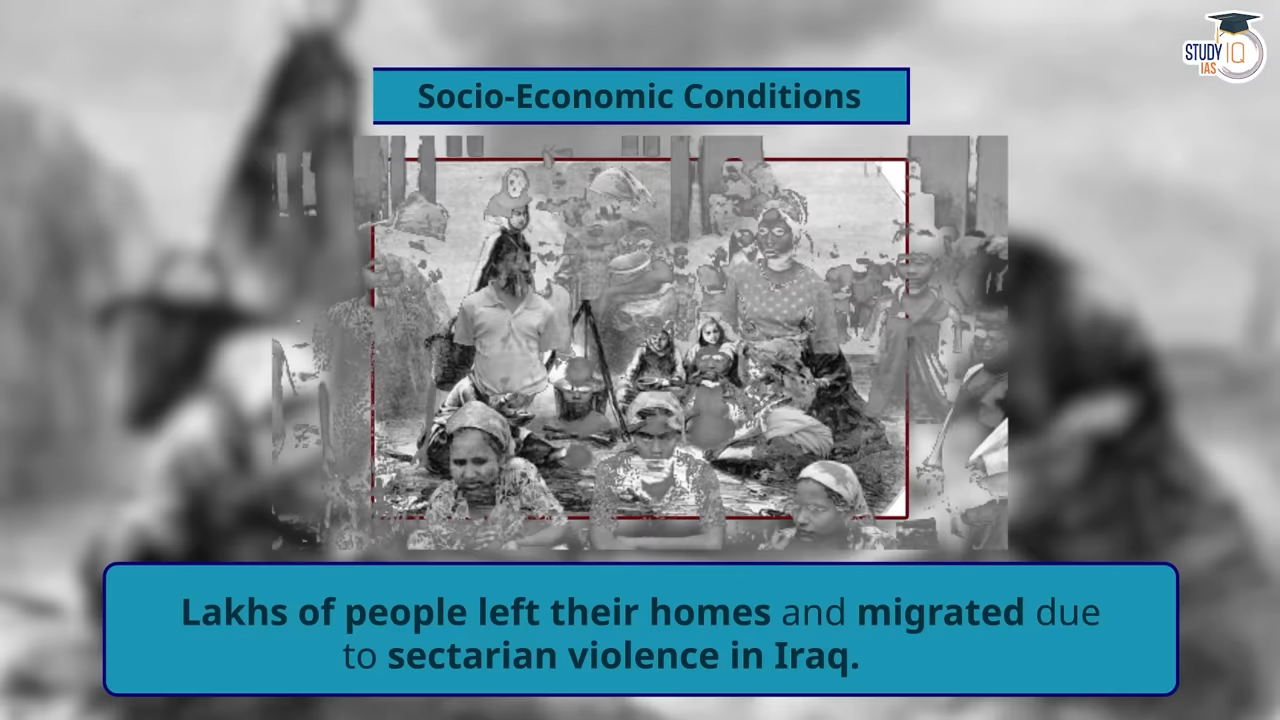 STUDY IQ
IAS
Socio-Economic Conditions
Lakhs of people left their homes and migrated due
to sectarian violence in Iraq.